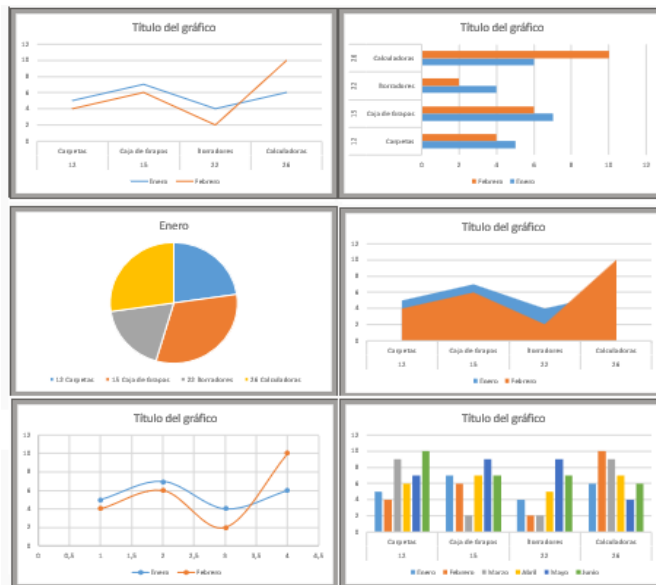 Título del gráfico
12
10
8
6
4
2
0
Carpetas Caja de Grapas Borradores Calculadoras
12 15 22 26
Enero Febrero
Título del gráfico
26 Calculadoras
22 Borradores
15 Caja de Grapas
12 Carpetas
0 2 4 6 8 10 12
Febrero Enero
Enero
12 Carpetas 15 Caja de Grapas 22 Borradores 26 Calculadoras
Título del gráfico
12
10
8
6
4
2
0
Carpetas Caja de Grapas Borradores Calculadoras
12 15 22 26
Enero Febrero
Título del gráfico
12
10
8
6
4
2
0
0 0,5 1 1,5 2 2,5 3 3,5 4 4,5
Enero Febrero
Título del gráfico
12
10
8
6
4
2
0
Carpetas Caja de Grapas Borradores Calculadoras
12 15 22 26
Enero Febrero Marzo Abril Mayo Junio